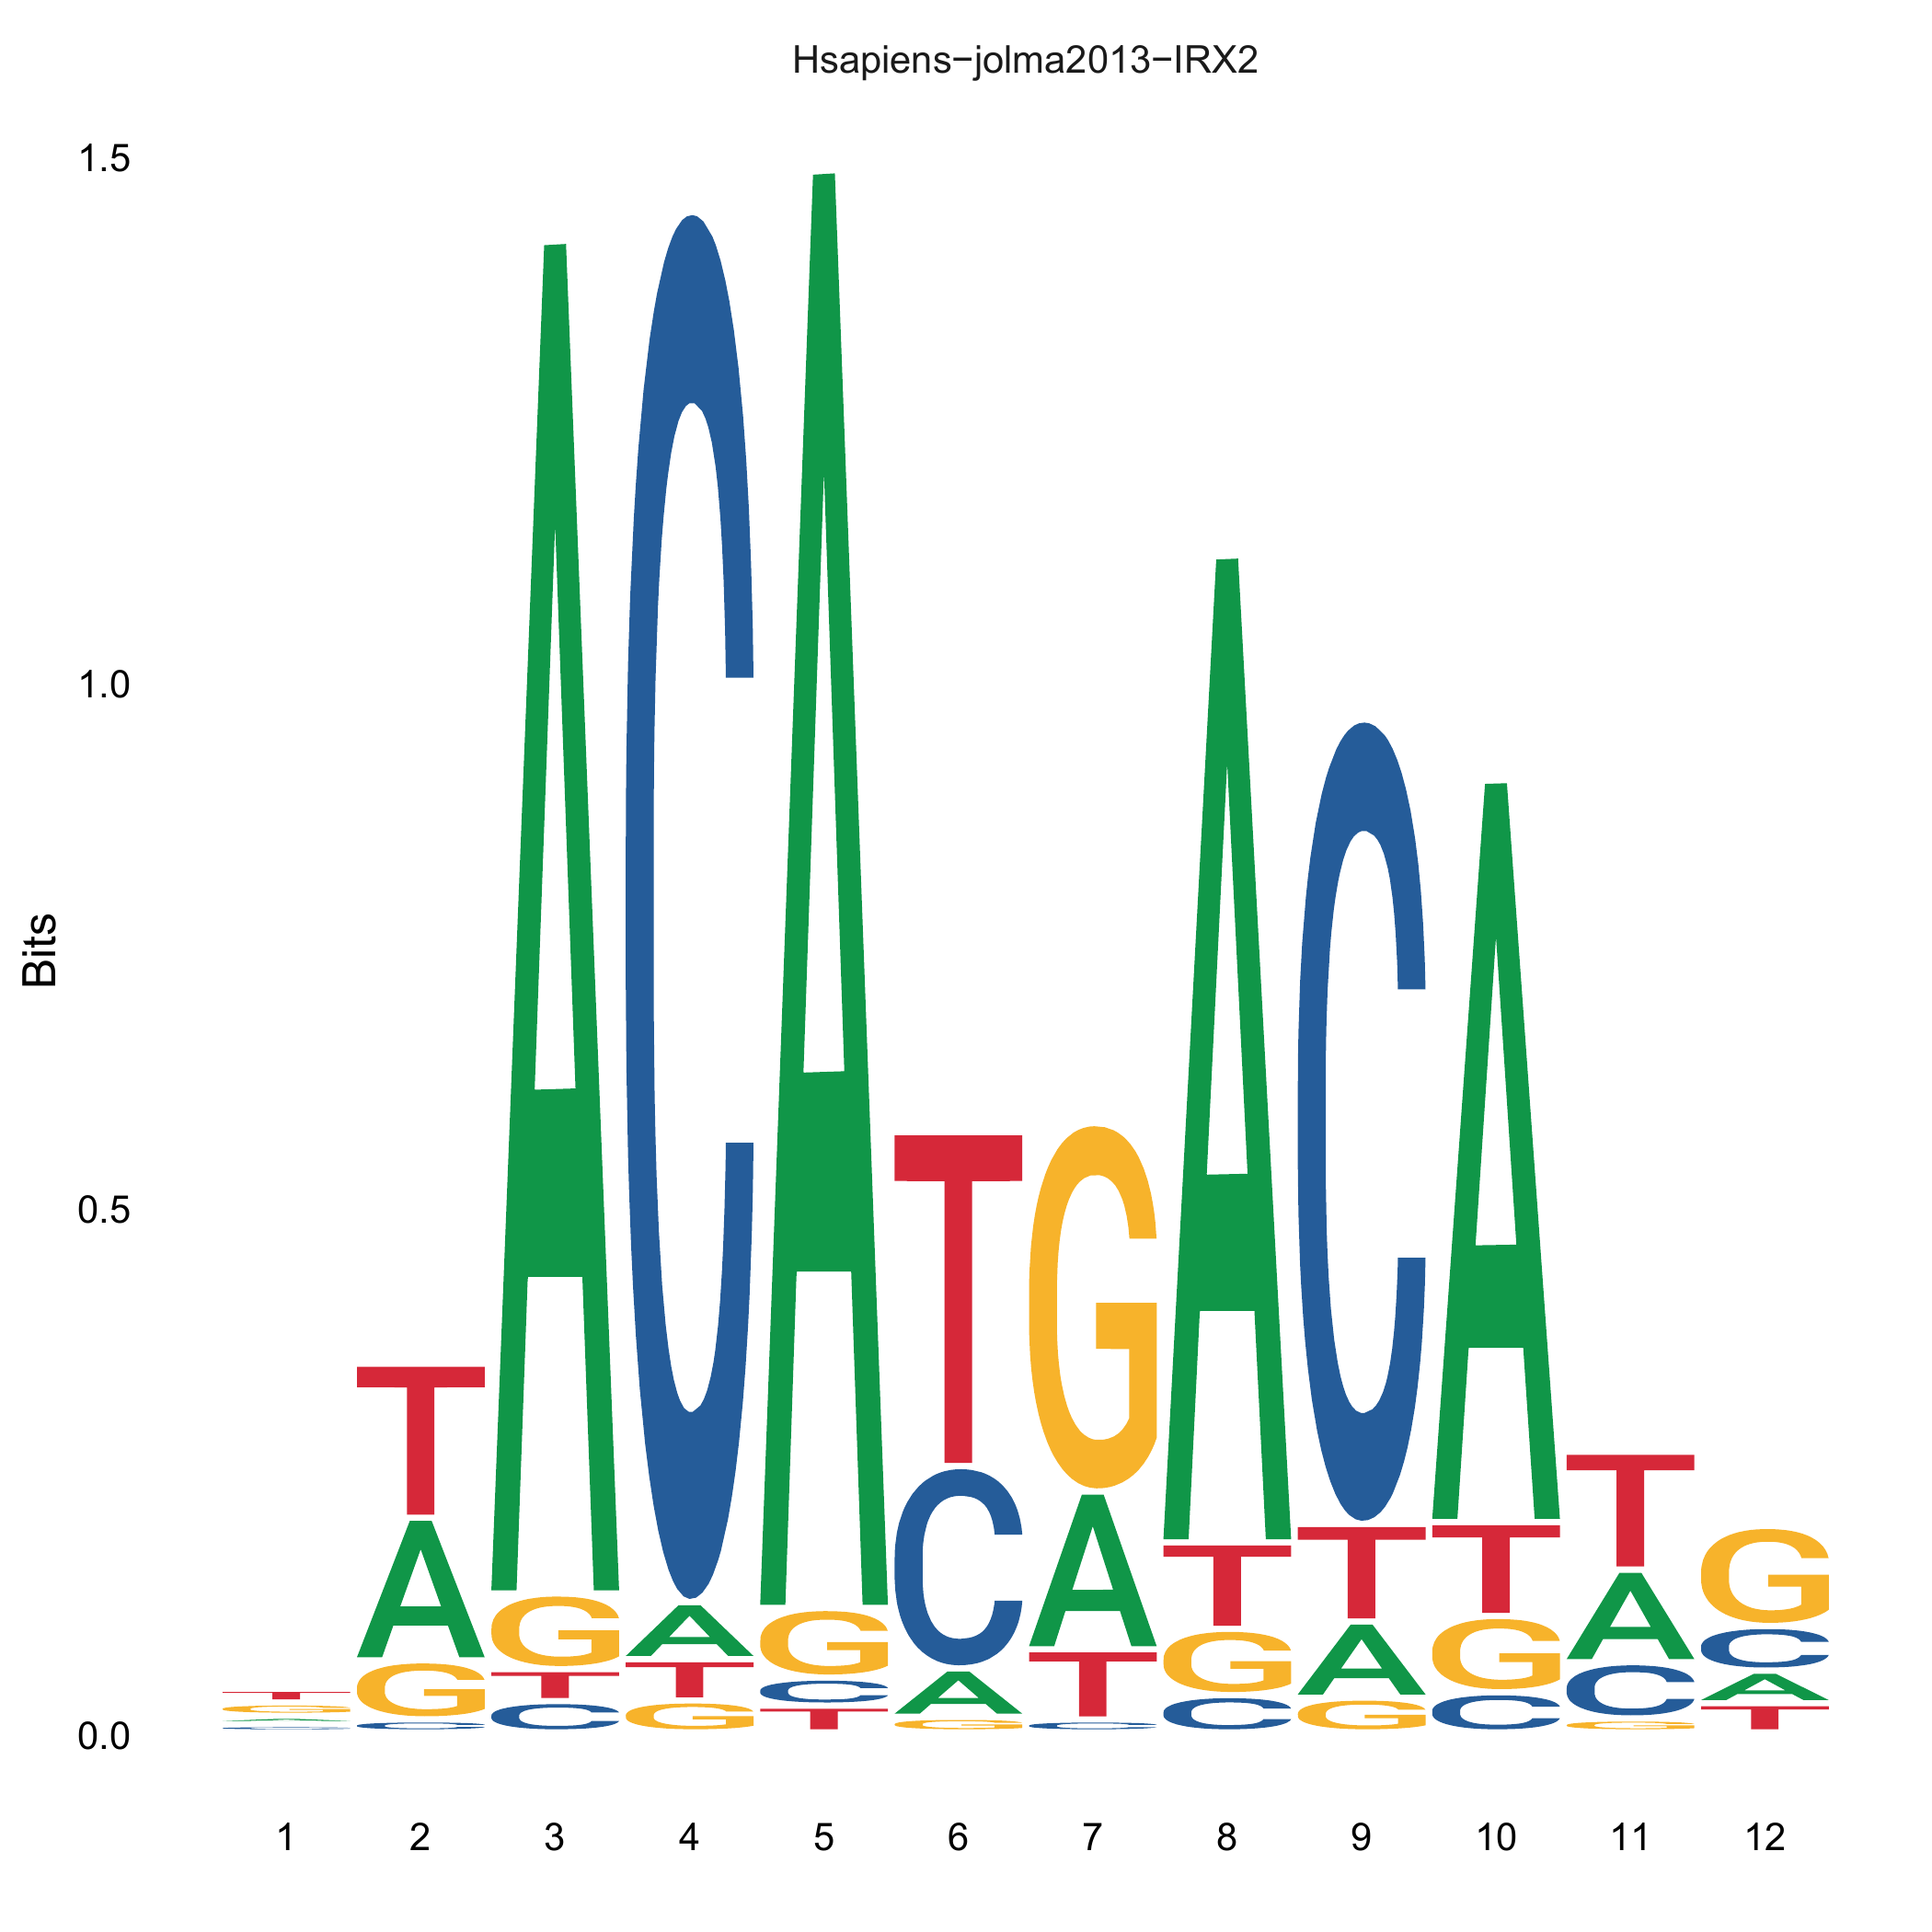 Hsapiens−jolma2013−IRX2
1.5
1.0
0.5
0.0
Bits
T G A C
T A G C
A G T C
C A T G
A G C T
T C A G
G A T C
A T G C
C T A G
A T G C
T A C G
G C A T
1 2 3 4 5 6 7 8 9 10 11 12